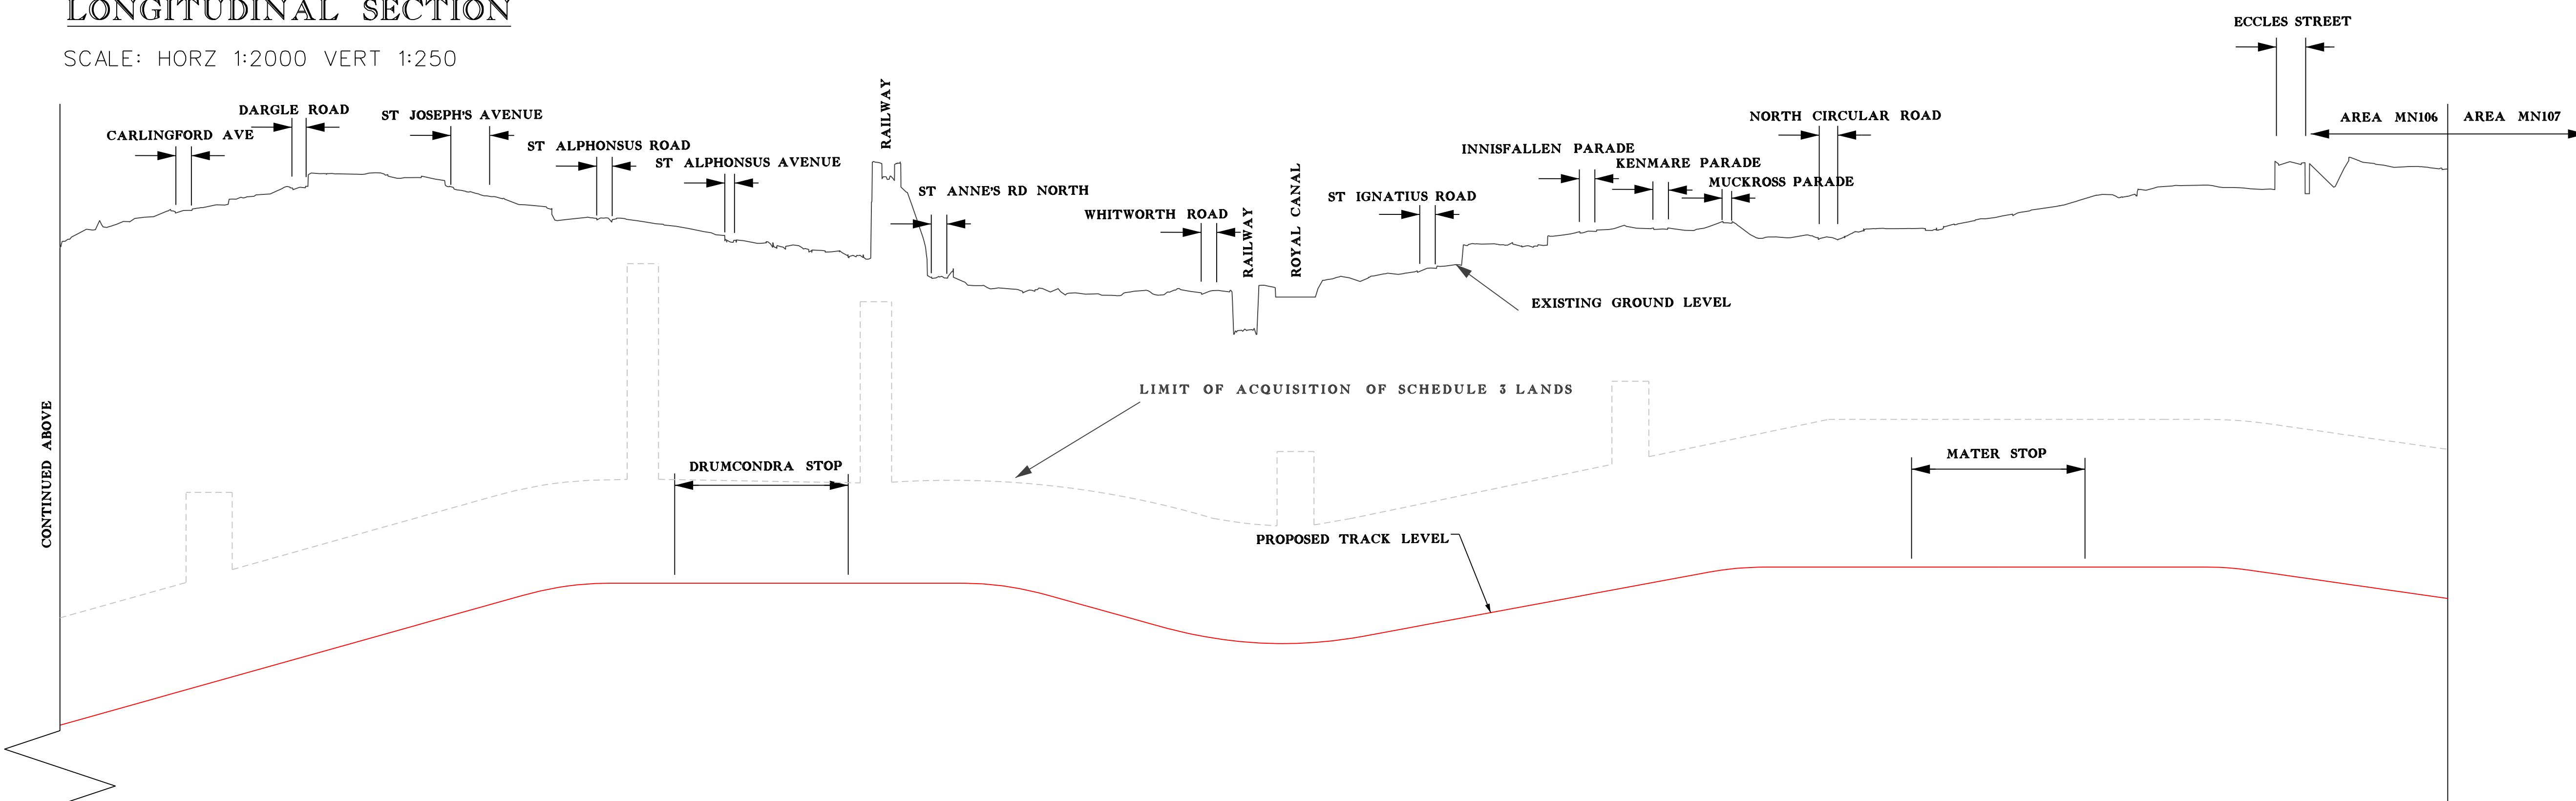 LONGITUDINAL SECTION
SCALE: HORZ 1:2000 VERT 1:250
ECCLES STREET
CARLINGFORD AVE
DARGLE ROAD
ST JOSEPH'S AVENUE
ST ALPHONSUS ROAD
ST ALPHONSUS AVENUE
RAILWAY
ST ANNE'S RD NORTH
WHITWORTH ROAD
RAILWAY
ROYAL CANAL
ST IGNATIUS ROAD
INNISFALLEN PARADE
KENMARE PARADE
MUCKROSS PARADE
NORTH CIRCULAR ROAD
AREA MN106
AREA MN107
EXISTING GROUND LEVEL
LIMIT OF ACQUISITION OF SCHEDULE 3 LANDS
CONTINUED ABOVE
DRUMCONDRA STOP
MATER STOP
PROPOSED TRACK LEVEL